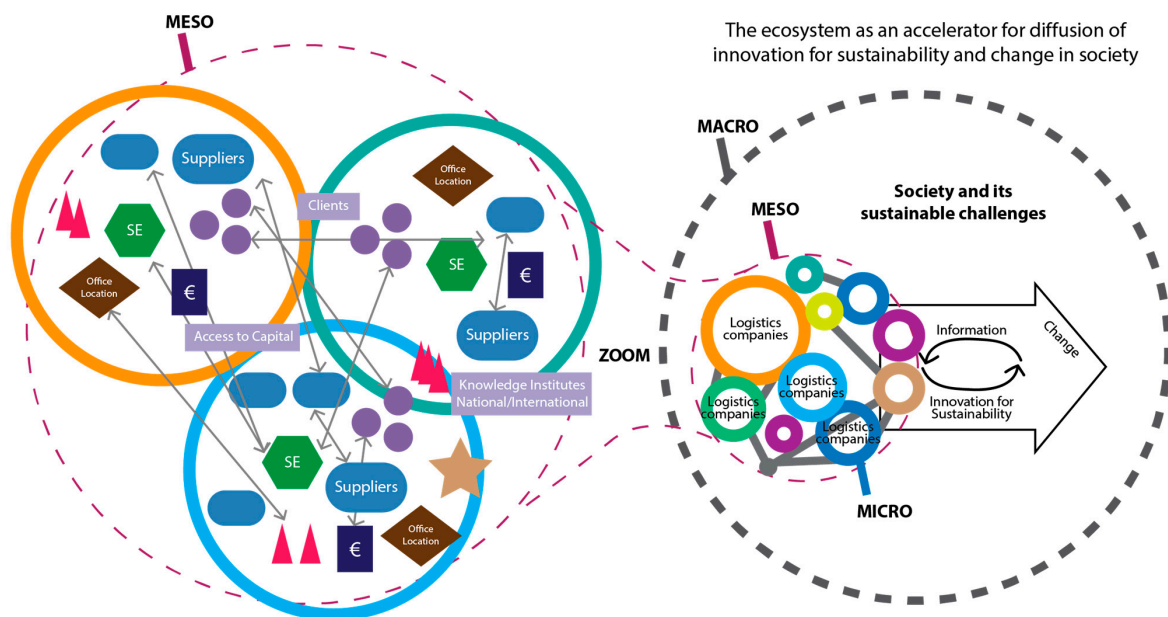 MESO
Suppliers
Clients
SE
Office
Location
€
Access to Capital
Office
Location
SE
€
Suppliers
Knowledge Institutes
National/International
SE
Suppliers
€
Office
Location
The ecosystem as an accelerator for diffusion of
innovation for sustainability and change in society
MACRO
Society and its
sustainable challenges
MESO
ZOOM
Logistics
companies
Logistics
companies
Logistics
companies
Logistics
companies
Information
Innovation for
Sustainability
Change
MICRO